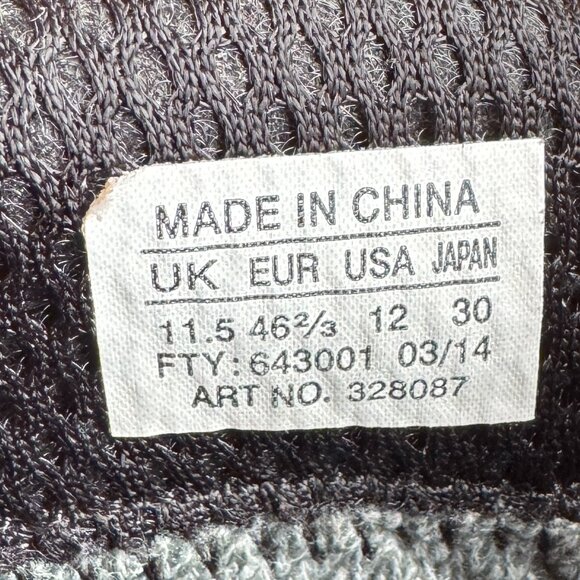 MADE IN CHINA
UK EUR USA JAPAN
11.5 46⅔ 12 30
FTY: 643001 03/14
ART NO. 328087